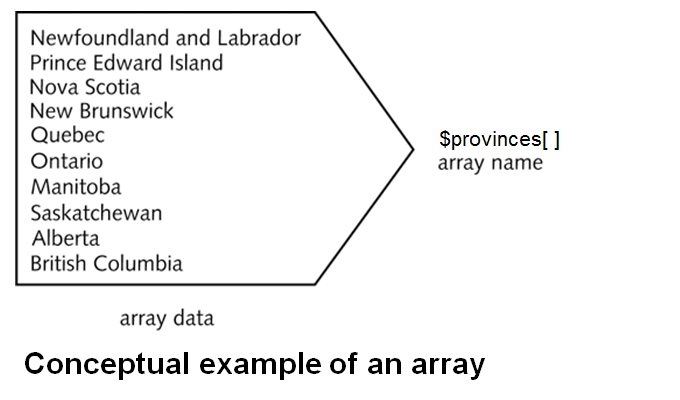 Newfoundland and Labrador
Prince Edward Island
Nova Scotia
New Brunswick
Quebec
Ontario
Manitoba
Saskatchewan
Alberta
British Columbia
$provinces[ ]
array name
array data
Conceptual example of an array